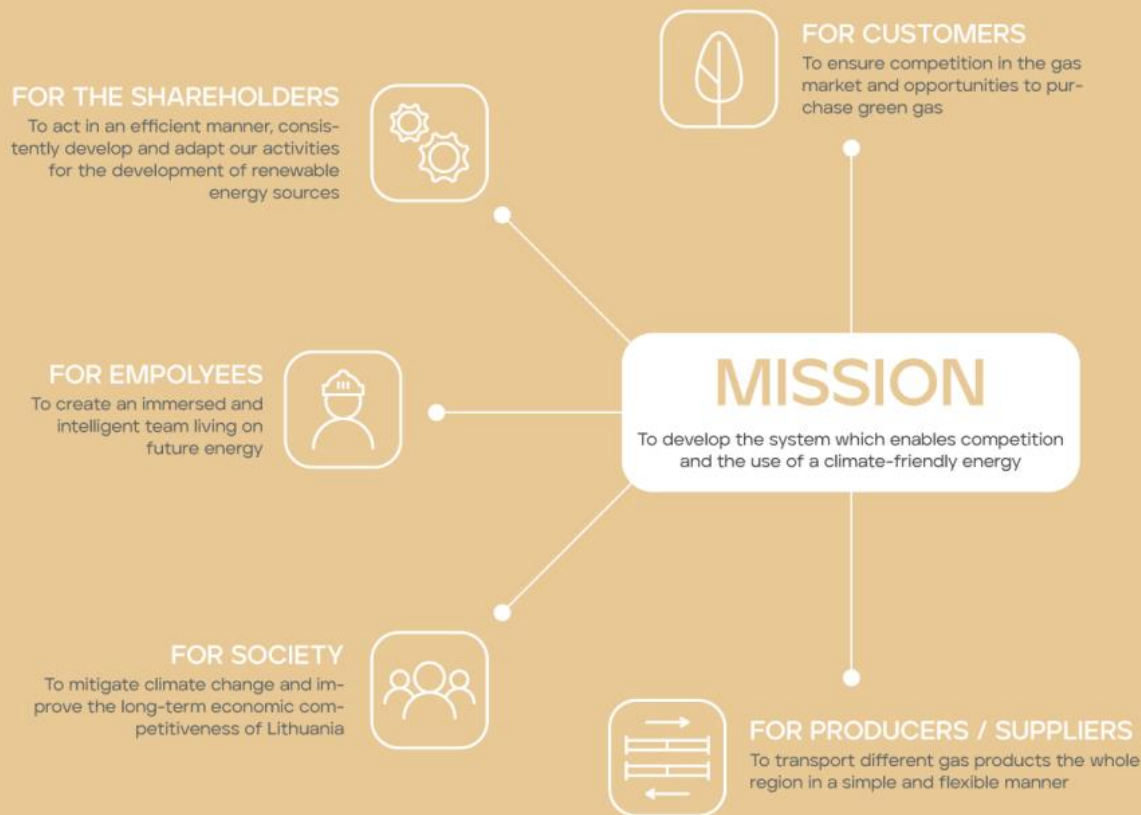 FOR CUSTOMERS
To ensure competition in the gas
market and opportunities to pur-
chase green gas
FOR THE SHAREHOLDERS
To act in an efficient manner, consis-
tently develop and adapt our activities
for the development of renewable
energy sources
MISSION
To develop the system which enables competition
and the use of a climate-friendly energy
FOR EMPOLYEES
To create an immersed and
intelligent team living on
future energy
FOR SOCIETY
To mitigate climate change and im-
prove the long-term economic com-
petitiveness of Lithuania
FOR PRODUCERS / SUPPLIERS
To transport different gas products the whole
region in a simple and flexible manner